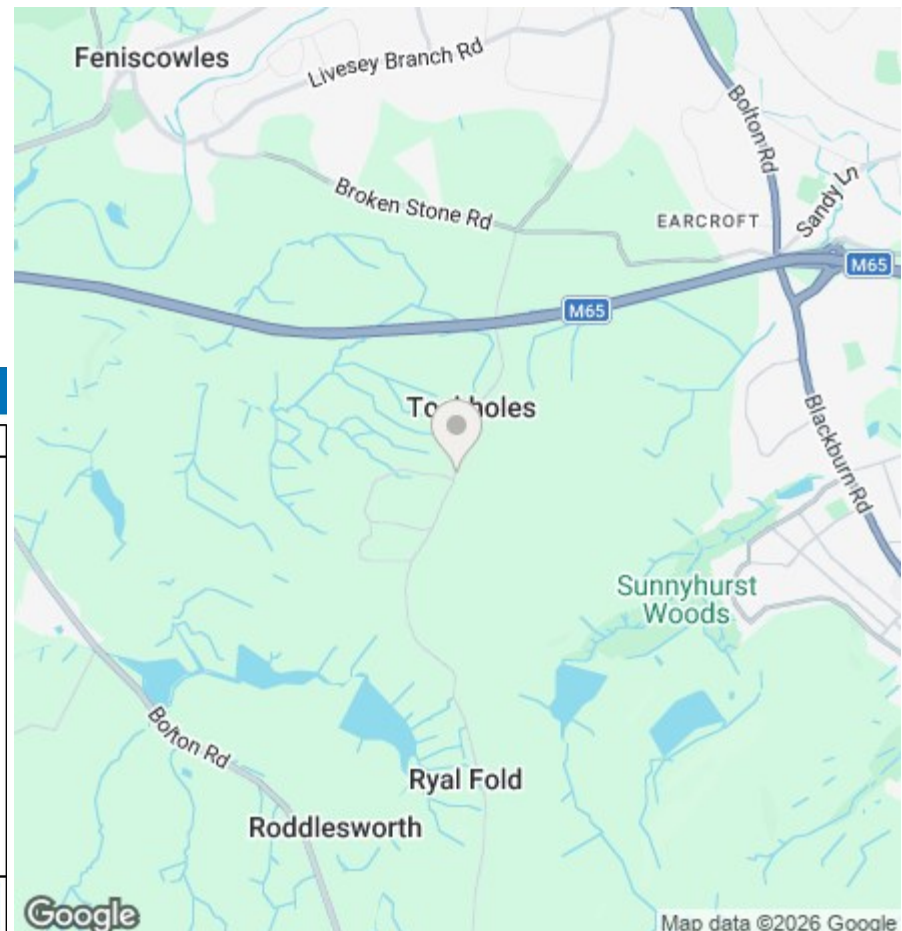 Feniscowles
Livesey Branch Rd
Bolton Rd
Broken Stone Rd
EARCROFT
Sandy Ln
M65
M65
Tockholes
Blackburn Rd
Sunnyhurst
Woods
Bolton Rd
Ryal Fold
Roddlesworth
Google
Map data ©2026 Google